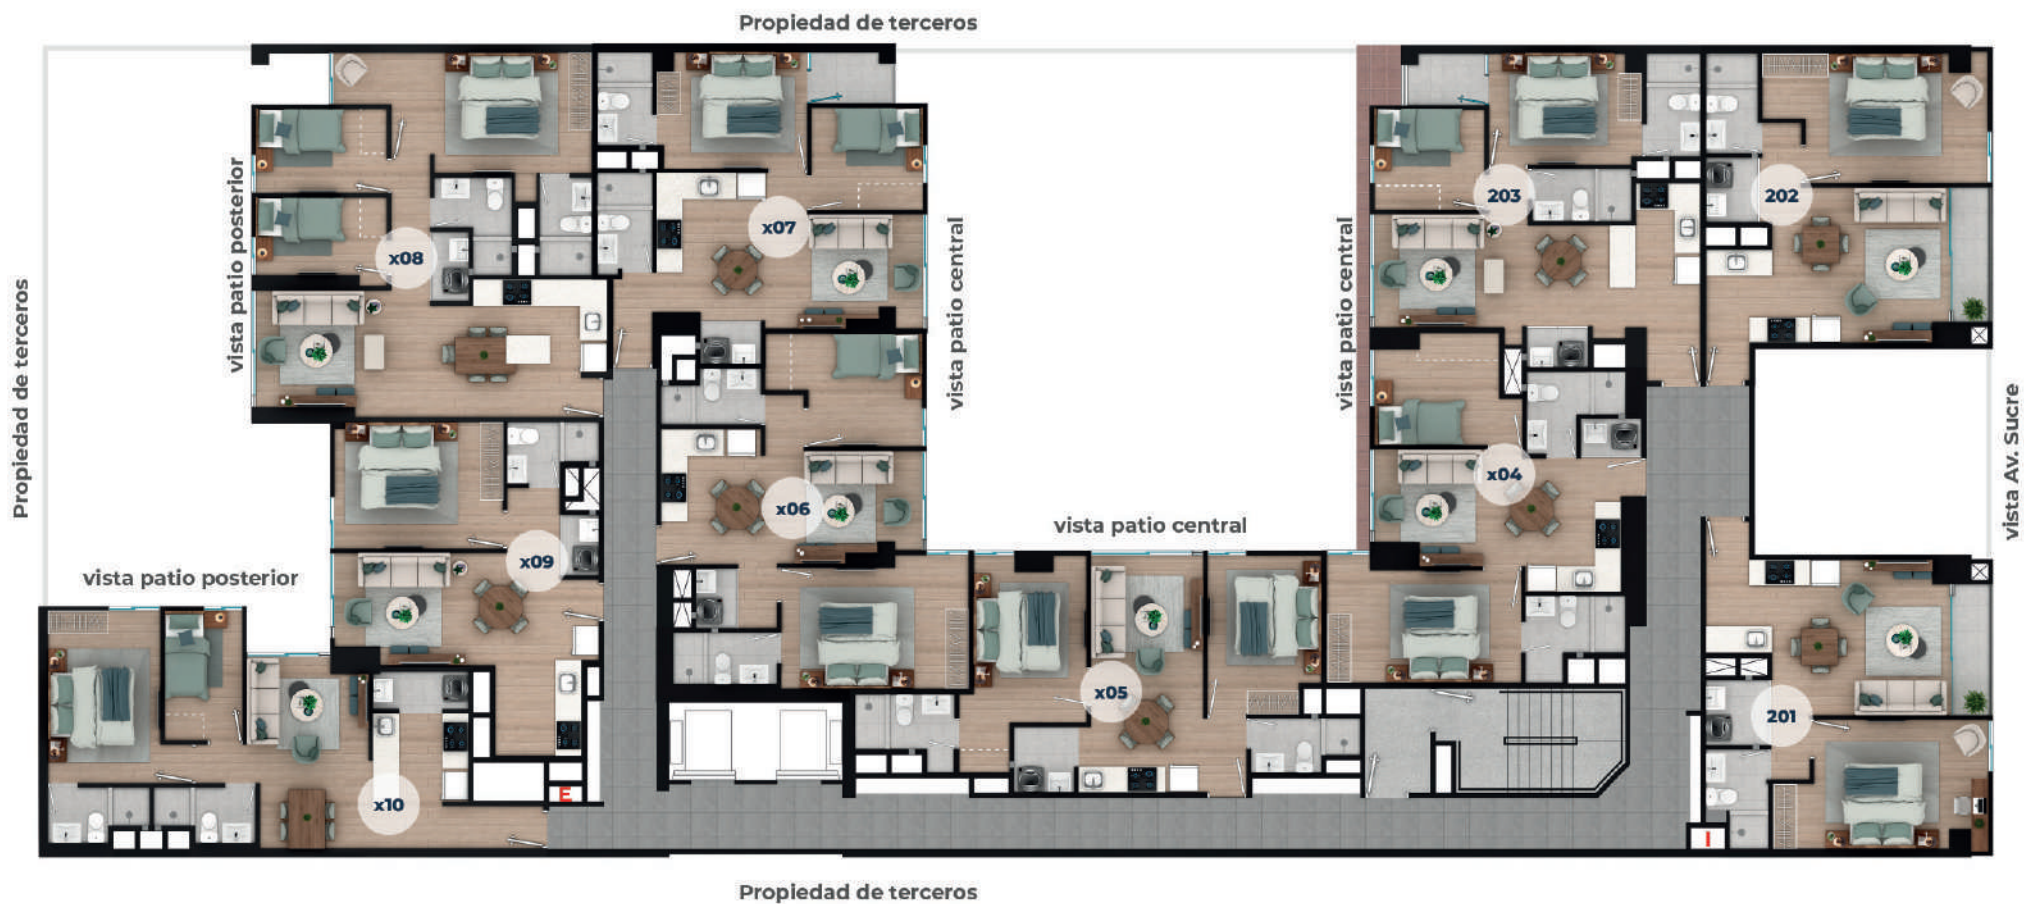 Propiedad de terceros
vista patio posterior
x08
x07
vista patio central
vista patio central
203
202
Propiedad de terceros
vista Av. Sucre
x09
x06
vista patio central
x04
vista patio posterior
x05
201
x10
E
I
Propiedad de terceros